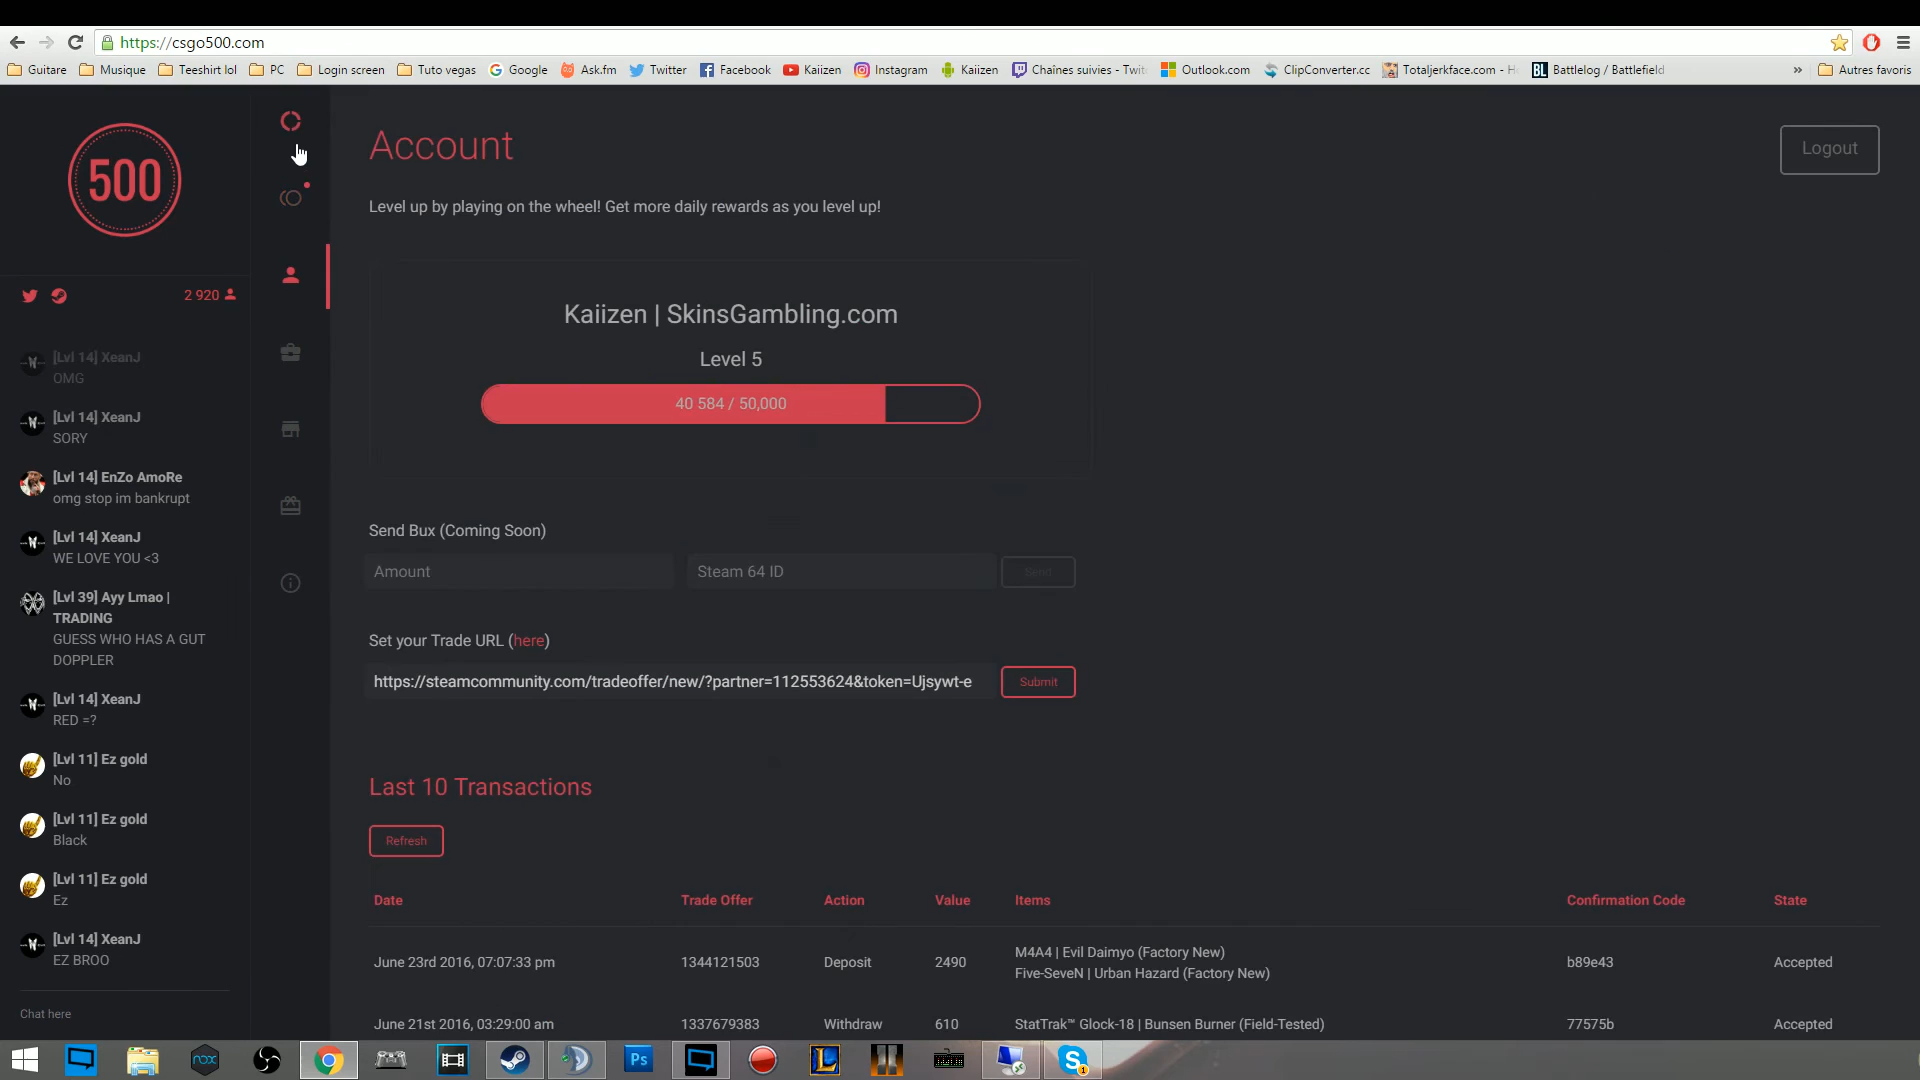 https://csgo500.com
Guitare Musique Teeshirt lol PC Login screen Tuto vegas Google Ask.fm Twitter Facebook Kaiizen Instagram Kaiizen Chaînes suivies - Twit Outlook.com ClipConverter.cc Totaljerkface.com - H BL Battlelog / Battlefield » Autres favoris
500
2 920
[Lvl 14] XeanJ
OMG
[Lvl 14] XeanJ
SORY
[Lvl 14] EnZo AmoRe
omg stop im bankrupt
[Lvl 14] XeanJ
WE LOVE YOU <3
[Lvl 39] Ayy Lmao |
TRADING
GUESS WHO HAS A GUT
DOPPLER
[Lvl 14] XeanJ
RED =?
[Lvl 11] Ez gold
No
[Lvl 11] Ez gold
Black
[Lvl 11] Ez gold
Ez
[Lvl 14] XeanJ
EZ BROO
Chat here
Account
Logout
Level up by playing on the wheel! Get more daily rewards as you level up!
Kaiizen | SkinsGambling.com
Level 5
40 584 / 50,000
Send Bux (Coming Soon)
Amount Steam 64 ID Send
Set your Trade URL (here)
https://steamcommunity.com/tradeoffer/new/?partner=112553624&token=Ujsywt-e Submit
Last 10 Transactions
Refresh
Date Trade Offer Action Value Items Confirmation Code State
June 23rd 2016, 07:07:33 pm 1344121503 Deposit 2490 M4A4 | Evil Daimyo (Factory New) b89e43 Accepted
Five-SeveN | Urban Hazard (Factory New)
June 21st 2016, 03:29:00 am 1337679383 Withdraw 610 StatTrak™ Glock-18 | Bunsen Burner (Field-Tested) 77575b Accepted
nox Ps L II S 1